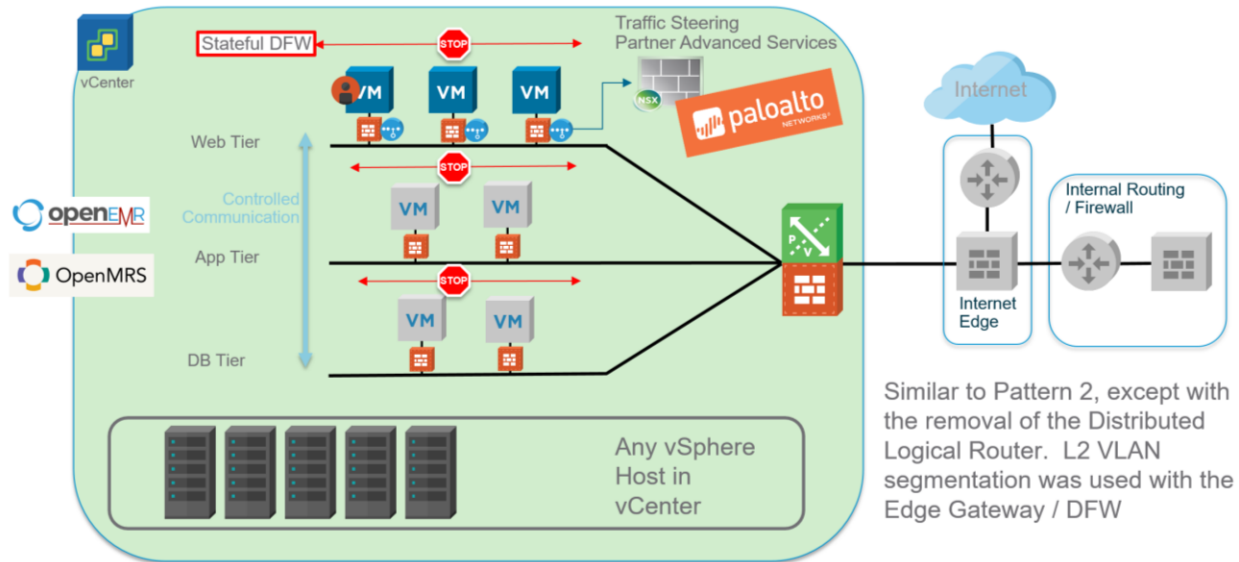 vCenter
Stateful DFW
STOP
Traffic Steering
Partner Advanced Services
VM
VM
VM
NSX
paloalto
NETWORKS®
Internet
Web Tier
STOP
Controlled
Communication
VM
VM
openEMR
OpenMRS
App Tier
STOP
VM
VM
DB Tier
P
V
Internal Routing
/ Firewall
Internet
Edge
Any vSphere
Host in
vCenter
Similar to Pattern 2, except with
the removal of the Distributed
Logical Router. L2 VLAN
segmentation was used with the
Edge Gateway / DFW